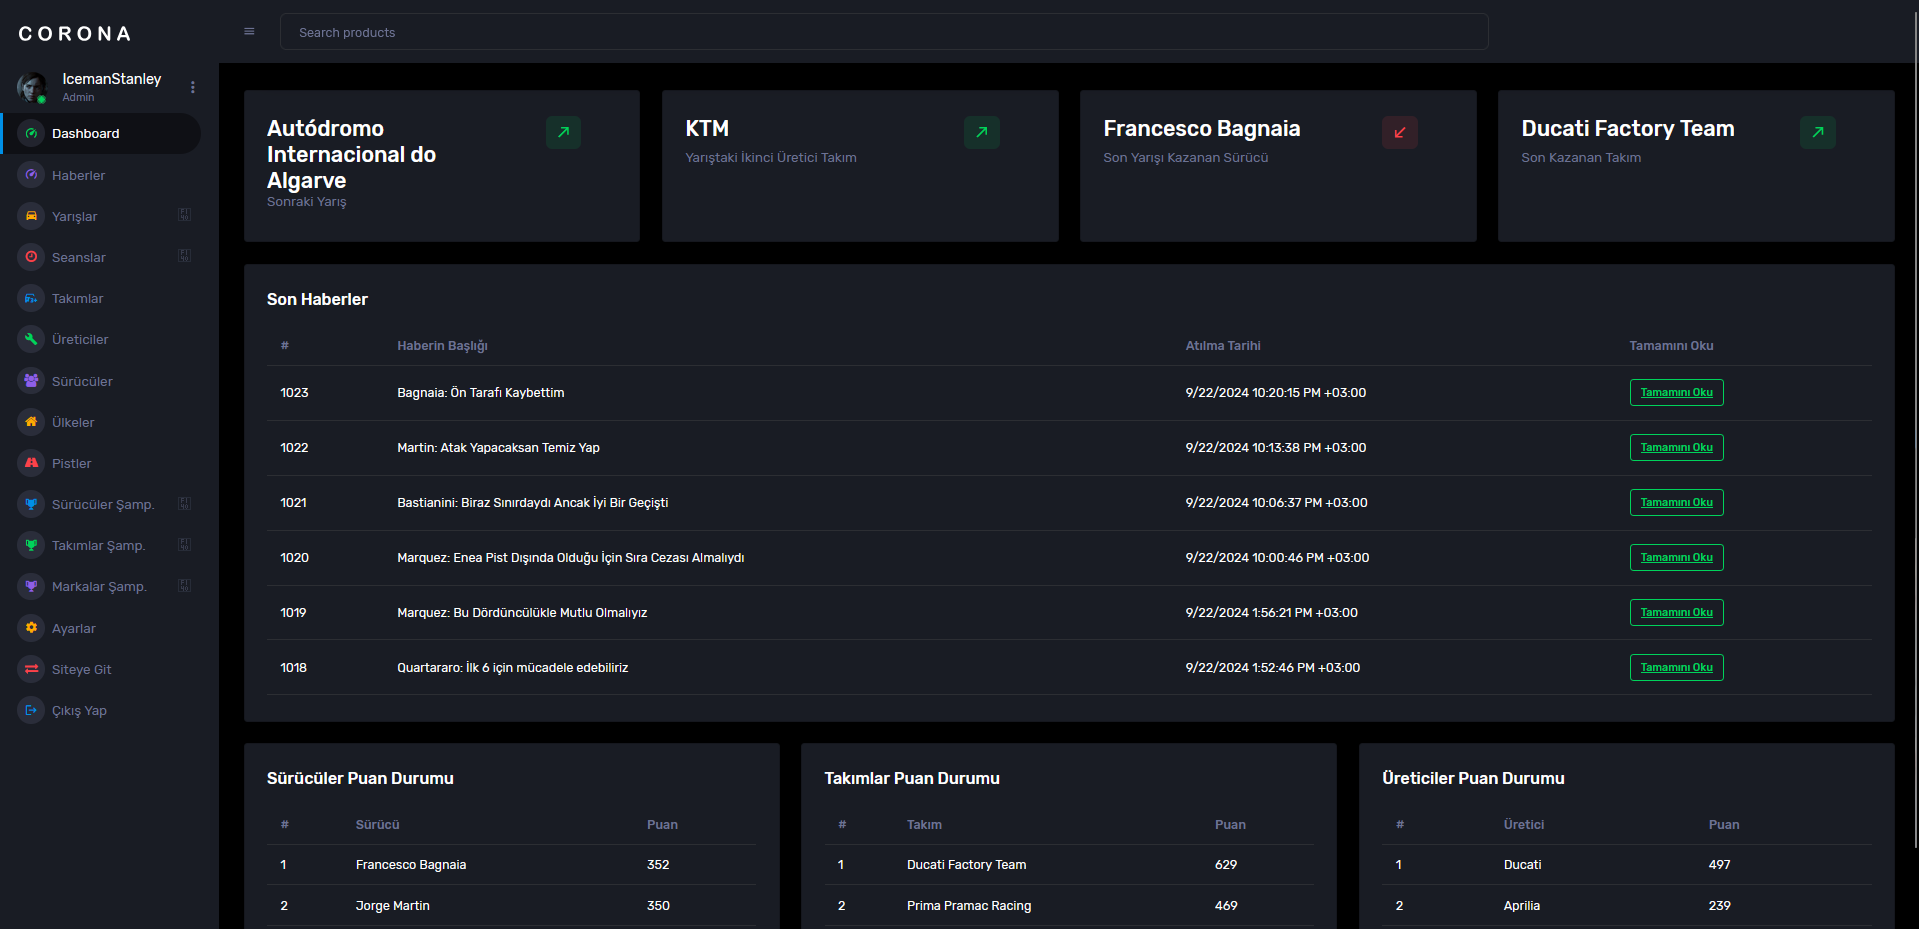 CORONA
Search products
IcemanStanley
Admin
Dashboard
Haberler
Yarışlar
Seanslar
Takımlar
Üreticiler
Sürücüler
Ülkeler
Pistler
Sürücüler Şamp.
Takımlar Şamp.
Markalar Şamp.
Ayarlar
Siteye Git
Çıkış Yap
Autódromo
Internacional do
Algarve
Sonraki Yarış
KTM
Yarıştaki İkinci Üretici Takım
Francesco Bagnaia
Son Yarışı Kazanan Sürücü
Ducati Factory Team
Son Kazanan Takım
Son Haberler
# Haberin Başlığı Atılma Tarihi Tamamını Oku
1023 Bagnaia: Ön Tarafı Kaybettim 9/22/2024 10:20:15 PM +03:00 Tamamını Oku
1022 Martin: Atak Yapacaksan Temiz Yap 9/22/2024 10:13:38 PM +03:00 Tamamını Oku
1021 Bastianini: Biraz Sınırdaydı Ancak İyi Bir Geçişti 9/22/2024 10:06:37 PM +03:00 Tamamını Oku
1020 Marquez: Enea Pist Dışında Olduğu İçin Sıra Cezası Almalıydı 9/22/2024 10:00:46 PM +03:00 Tamamını Oku
1019 Marquez: Bu Dördüncülükle Mutlu Olmalıyız 9/22/2024 1:56:21 PM +03:00 Tamamını Oku
1018 Quartararo: İlk 6 için mücadele edebiliriz 9/22/2024 1:52:46 PM +03:00 Tamamını Oku
Sürücüler Puan Durumu
# Sürücü Puan
1 Francesco Bagnaia 352
2 Jorge Martin 350
Takımlar Puan Durumu
# Takım Puan
1 Ducati Factory Team 629
2 Prima Pramac Racing 469
Üreticiler Puan Durumu
# Üretici Puan
1 Ducati 497
2 Aprilia 239